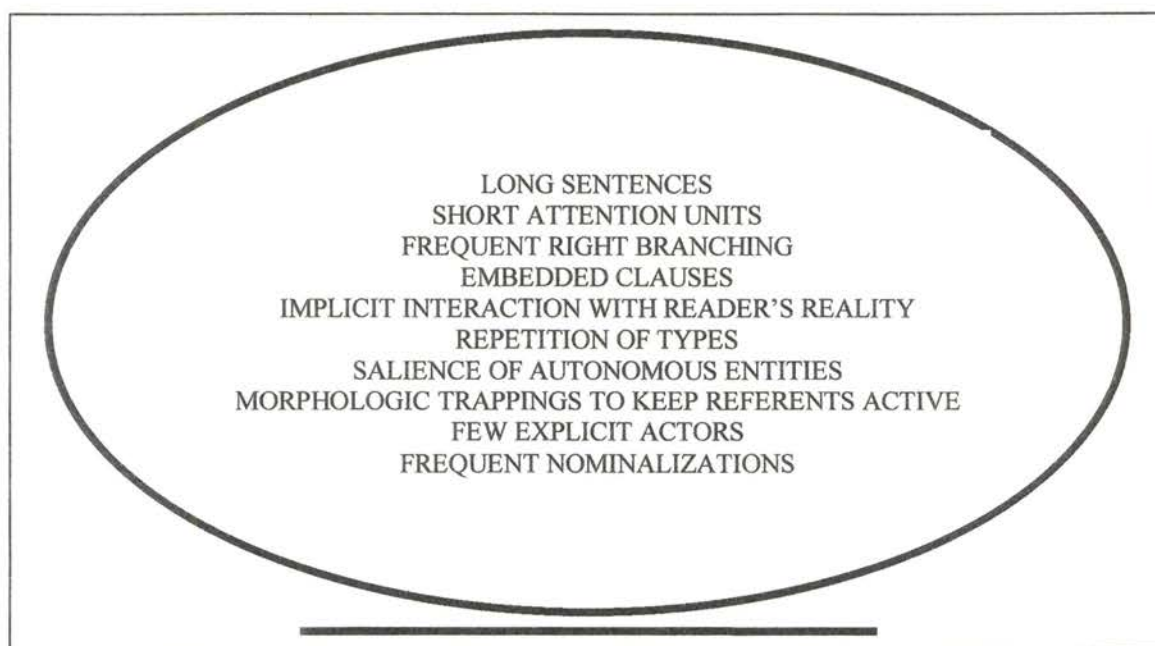 LONG SENTENCES
SHORT ATTENTION UNITS
FREQUENT RIGHT BRANCHING
EMBEDDED CLAUSES
IMPLICIT INTERACTION WITH READER'S REALITY
REPETITION OF TYPES
SALIENCE OF AUTONOMOUS ENTITIES
MORPHOLOGIC TRAPPINGS TO KEEP REFERENTS ACTIVE
FEW EXPLICIT ACTORS
FREQUENT NOMINALIZATIONS